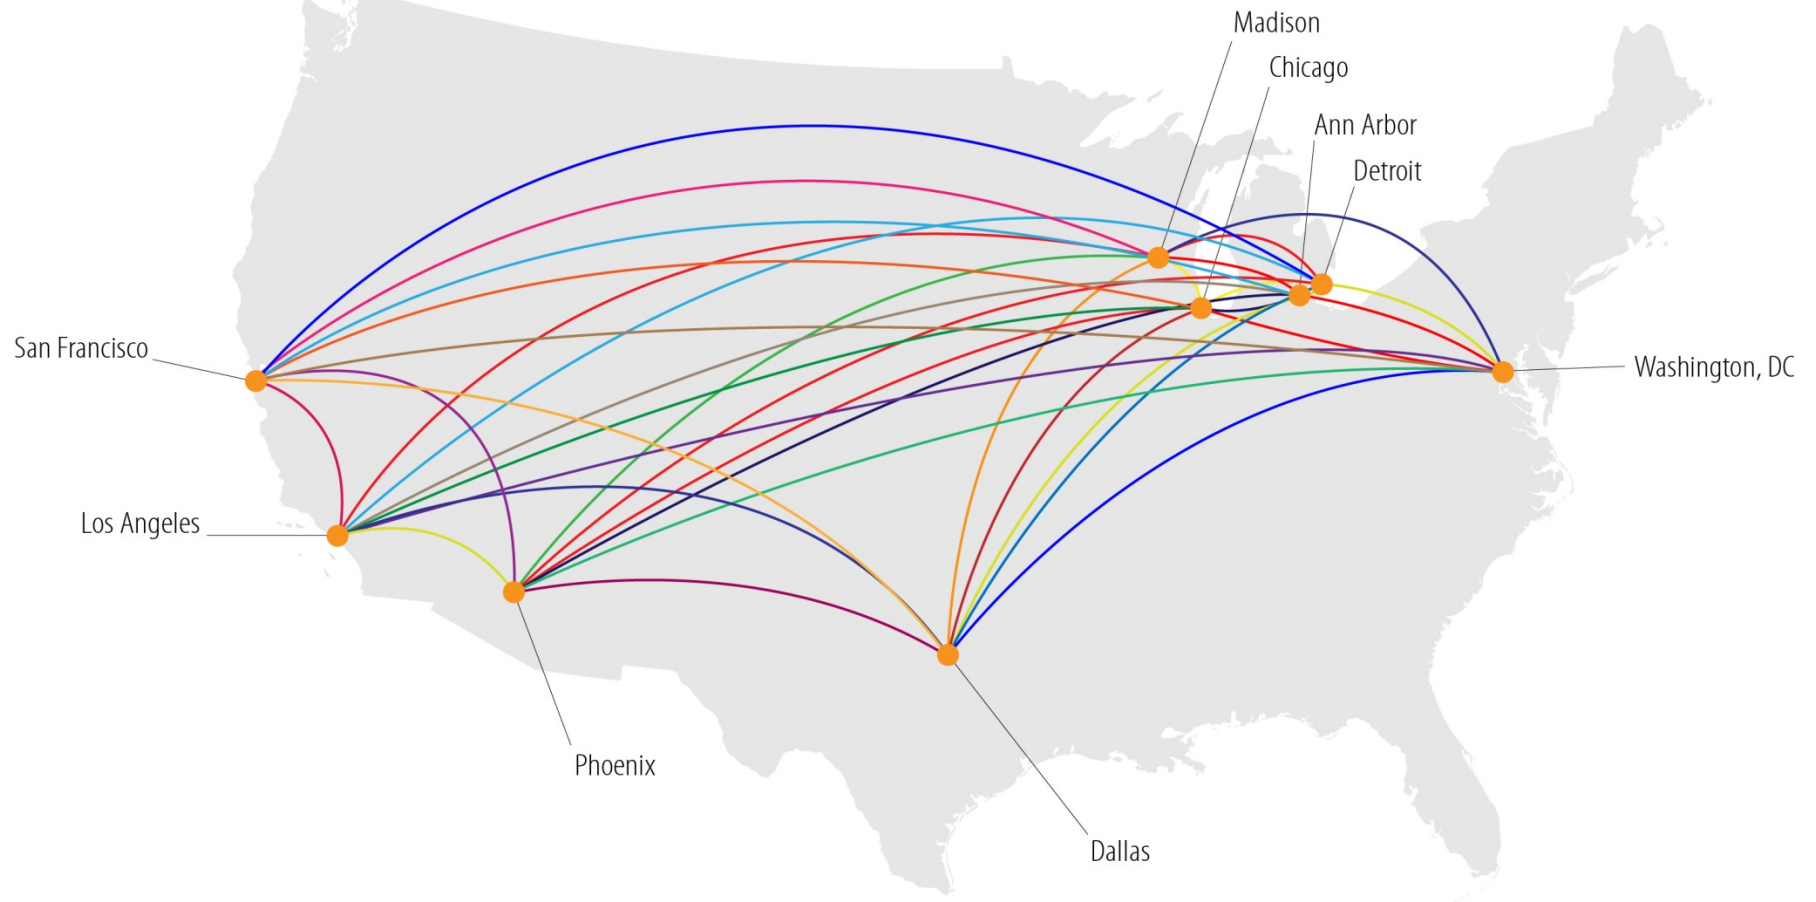 Madison
Chicago
Ann Arbor
Detroit
San Francisco
Washington, DC
Los Angeles
Phoenix
Dallas